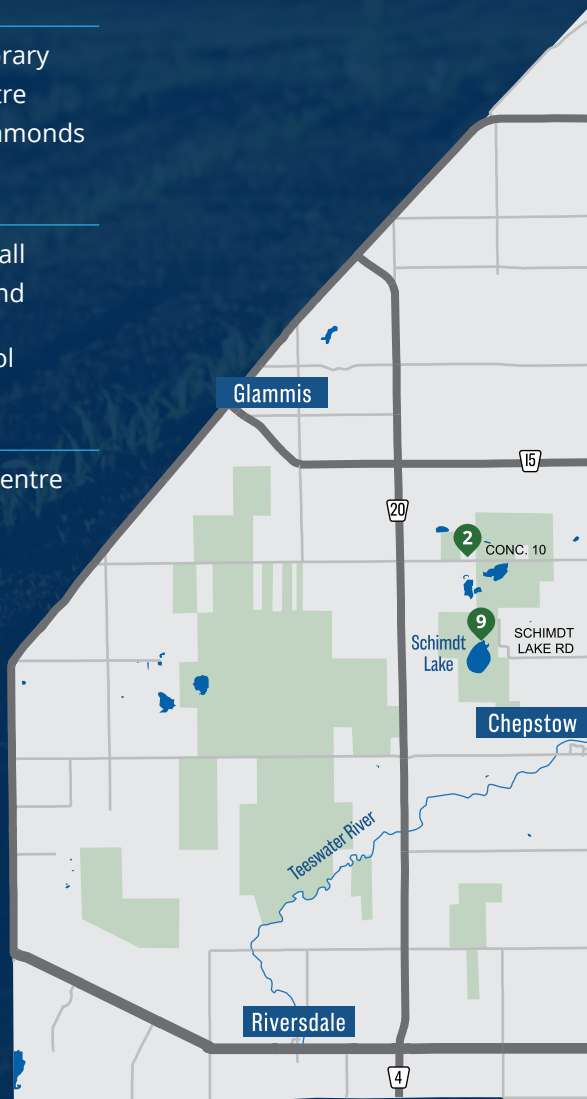 rary
tre
amonds
all
nd
ol
entre
Glammis
15
20
2
CONC. 10
9
SCHIMDT
LAKE RD
Schimdt
Lake
Chepstow
Teeswater River
Riversdale
4